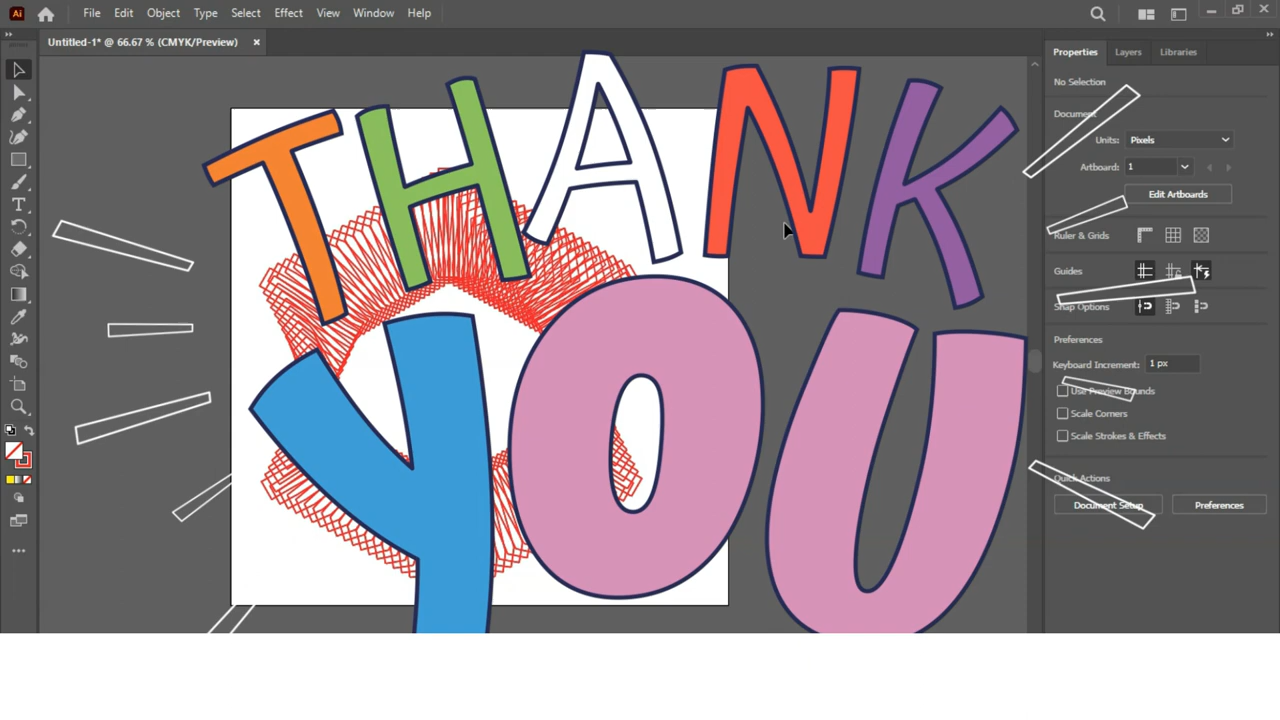 Ai File Edit Object Type Select Effect View Window Help
Untitled-1* @ 66.67 % (CMYK/Preview) ×
THANK
YOU
Properties Layers Libraries
No Selection
Document
Units: Pixels
Artboard: 1
Edit Artboards
Ruler & Grids
Guides
Snap Options
Preferences
Keyboard Increment: 1 px
Use Preview Bounds
Scale Corners
Scale Strokes & Effects
Quick Actions
Document Setup Preferences